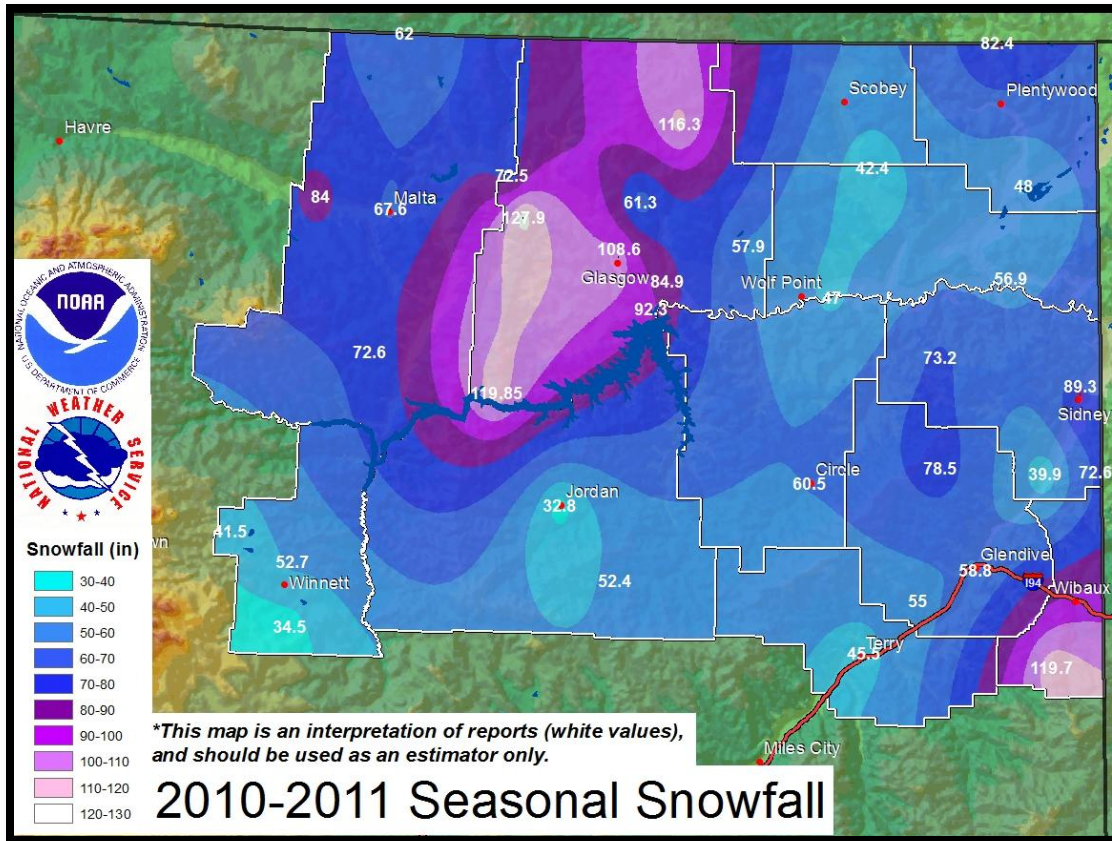 62
82.4
Scobey
Plentywood
Havre
116.3
42.4
72.5
48
84
Malta
67.6
61.3
127.9
57.9
108.6
Glasgow
84.9
Wolf Point
56.9
47
92.3
72.6
73.2
89.3
Sidney
119.85
Circle
60.5
78.5
39.9
72.6
Jordan
32.8
41.5
wn
52.7
Winnett
52.4
Glendive
58.8
I94
Wibaux
55
34.5
Terry
45.5
119.7
Miles City
NATIONAL OCEANIC AND ATMOSPHERIC ADMINISTRATION
NOAA
U.S. DEPARTMENT OF COMMERCE
NATIONAL WEATHER SERVICE
Snowfall (in)
30-40
40-50
50-60
60-70
70-80
80-90
90-100
100-110
110-120
120-130
*This map is an interpretation of reports (white values),
and should be used as an estimator only.
2010-2011 Seasonal Snowfall